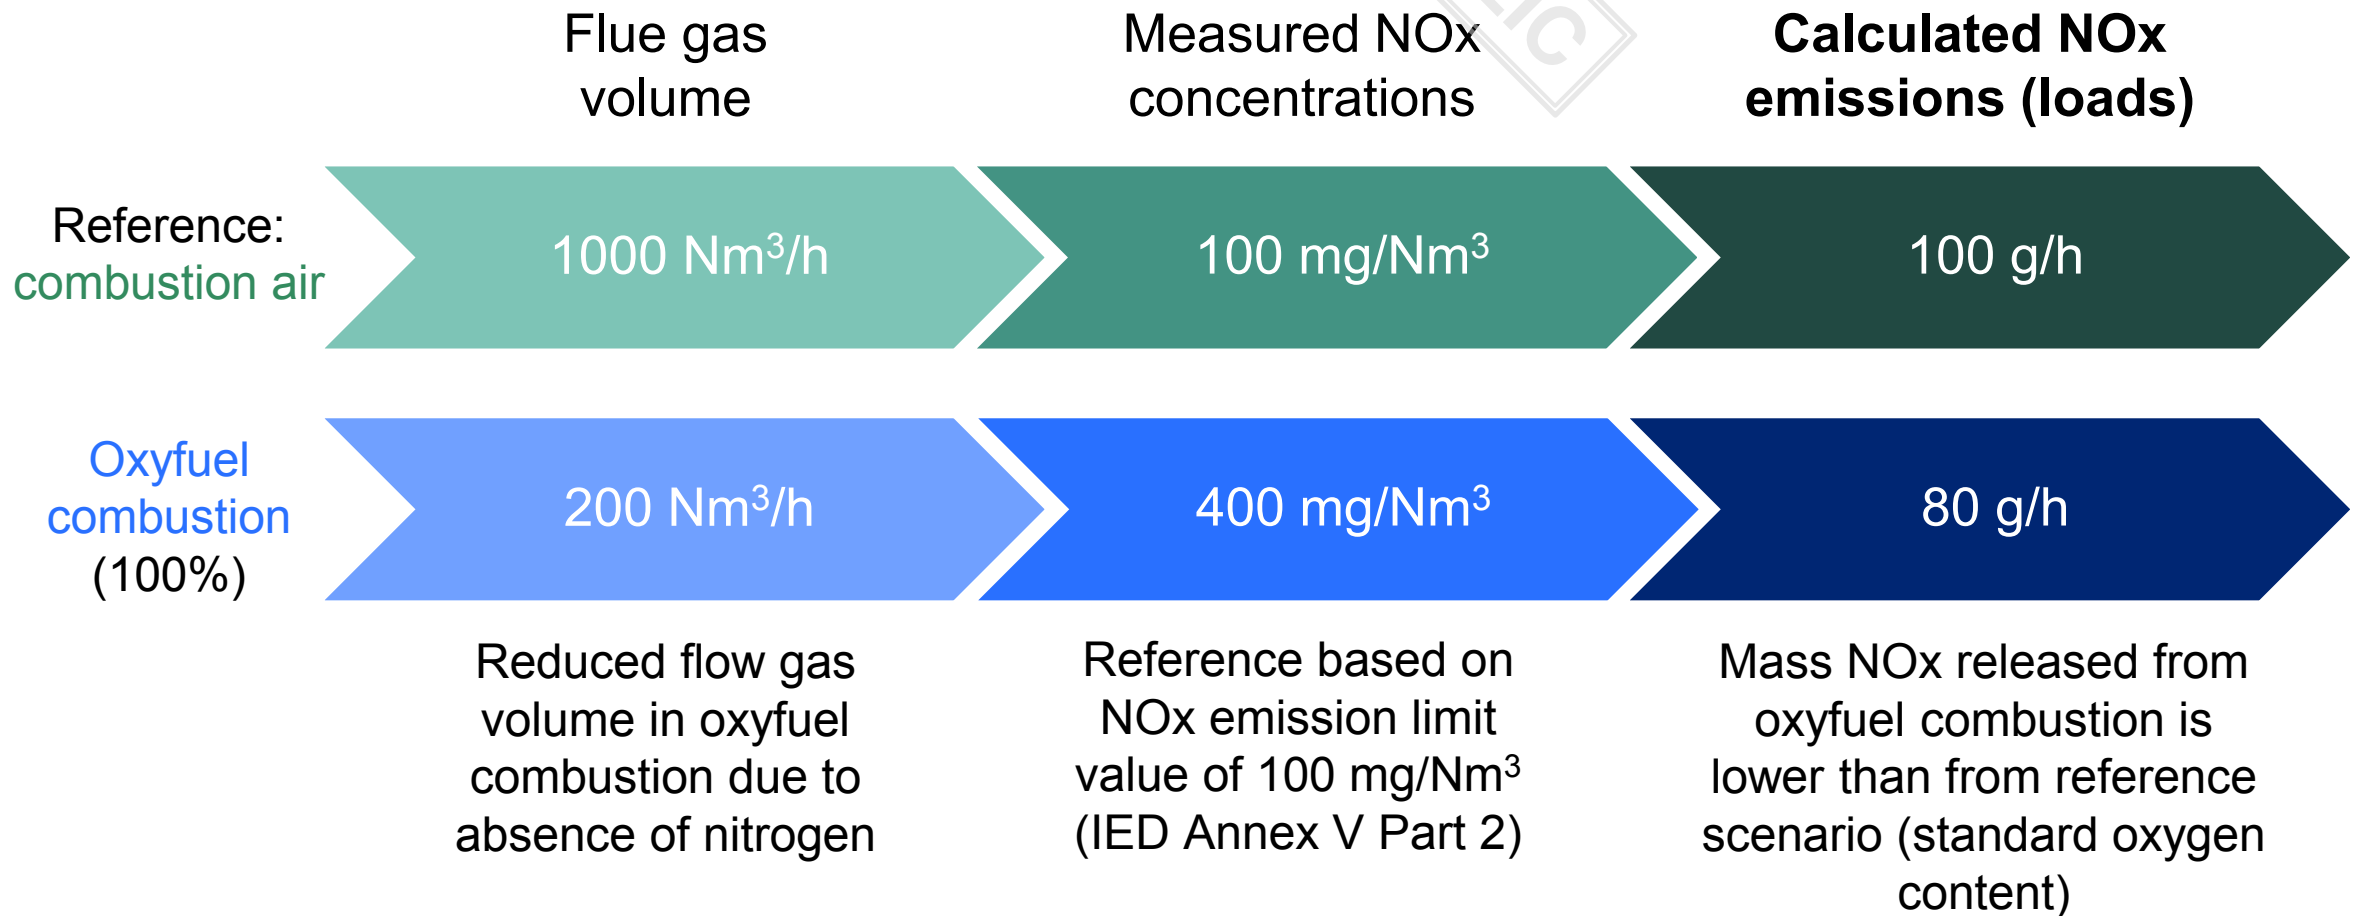 Flue gas
volume
Measured NOx
concentrations
Calculated NOx
emissions (loads)
Reference:
combustion air
1000 Nm³/h
100 mg/Nm³
100 g/h
Oxyfuel
combustion
(100%)
200 Nm³/h
400 mg/Nm³
80 g/h
Reduced flow gas
volume in oxyfuel
combustion due to
absence of nitrogen
Reference based on
NOx emission limit
value of 100 mg/Nm³
(IED Annex V Part 2)
Mass NOx released from
oxyfuel combustion is
lower than from reference
scenario (standard oxygen
content)